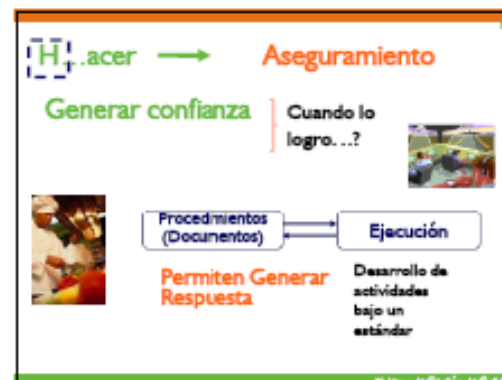 H...acer Aseguramiento
Generar confianza
Cuando lo
logro...?
Procedimientos
(Documentos)
Ejecución
Permiten Generar
Respuesta
Desarrollo de
actividades
bajo un
estándar